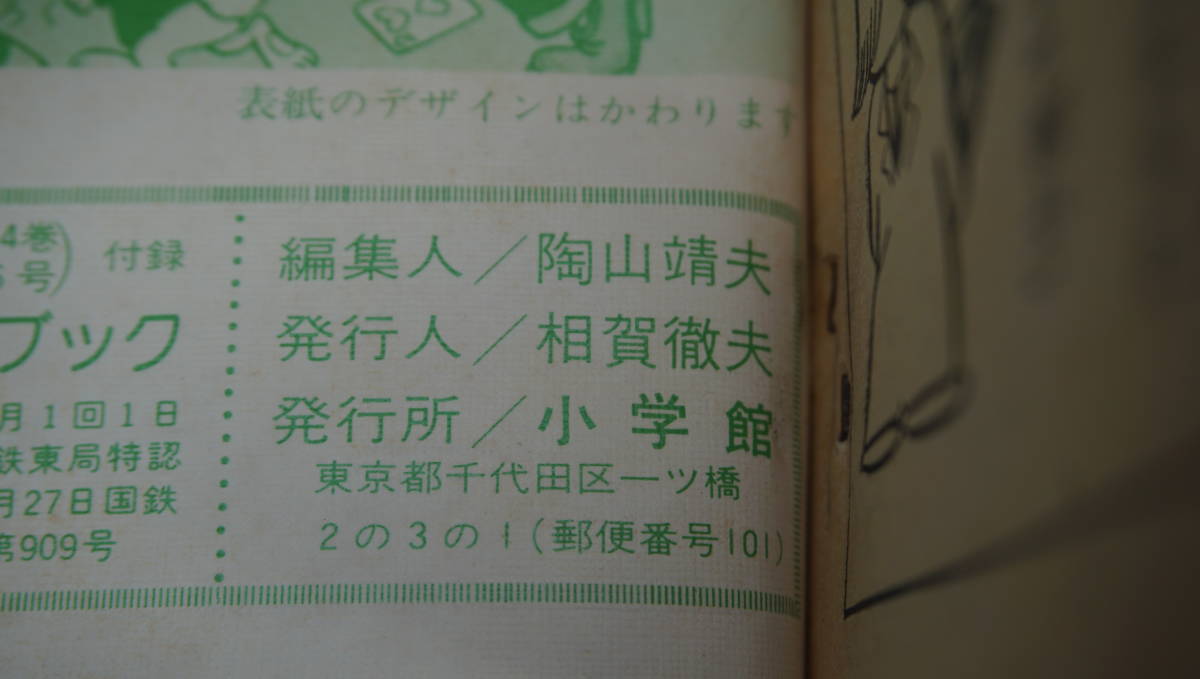 表紙のデザインはかわります
4巻
号) 付録
ブック
月1回1日
鉄東局特認
月27日国鉄
第909号
編集人/陶山靖夫
発行人/相賀徹夫
発行所/小学館
東京都千代田区一ツ橋
2の3の1(郵便番号101)